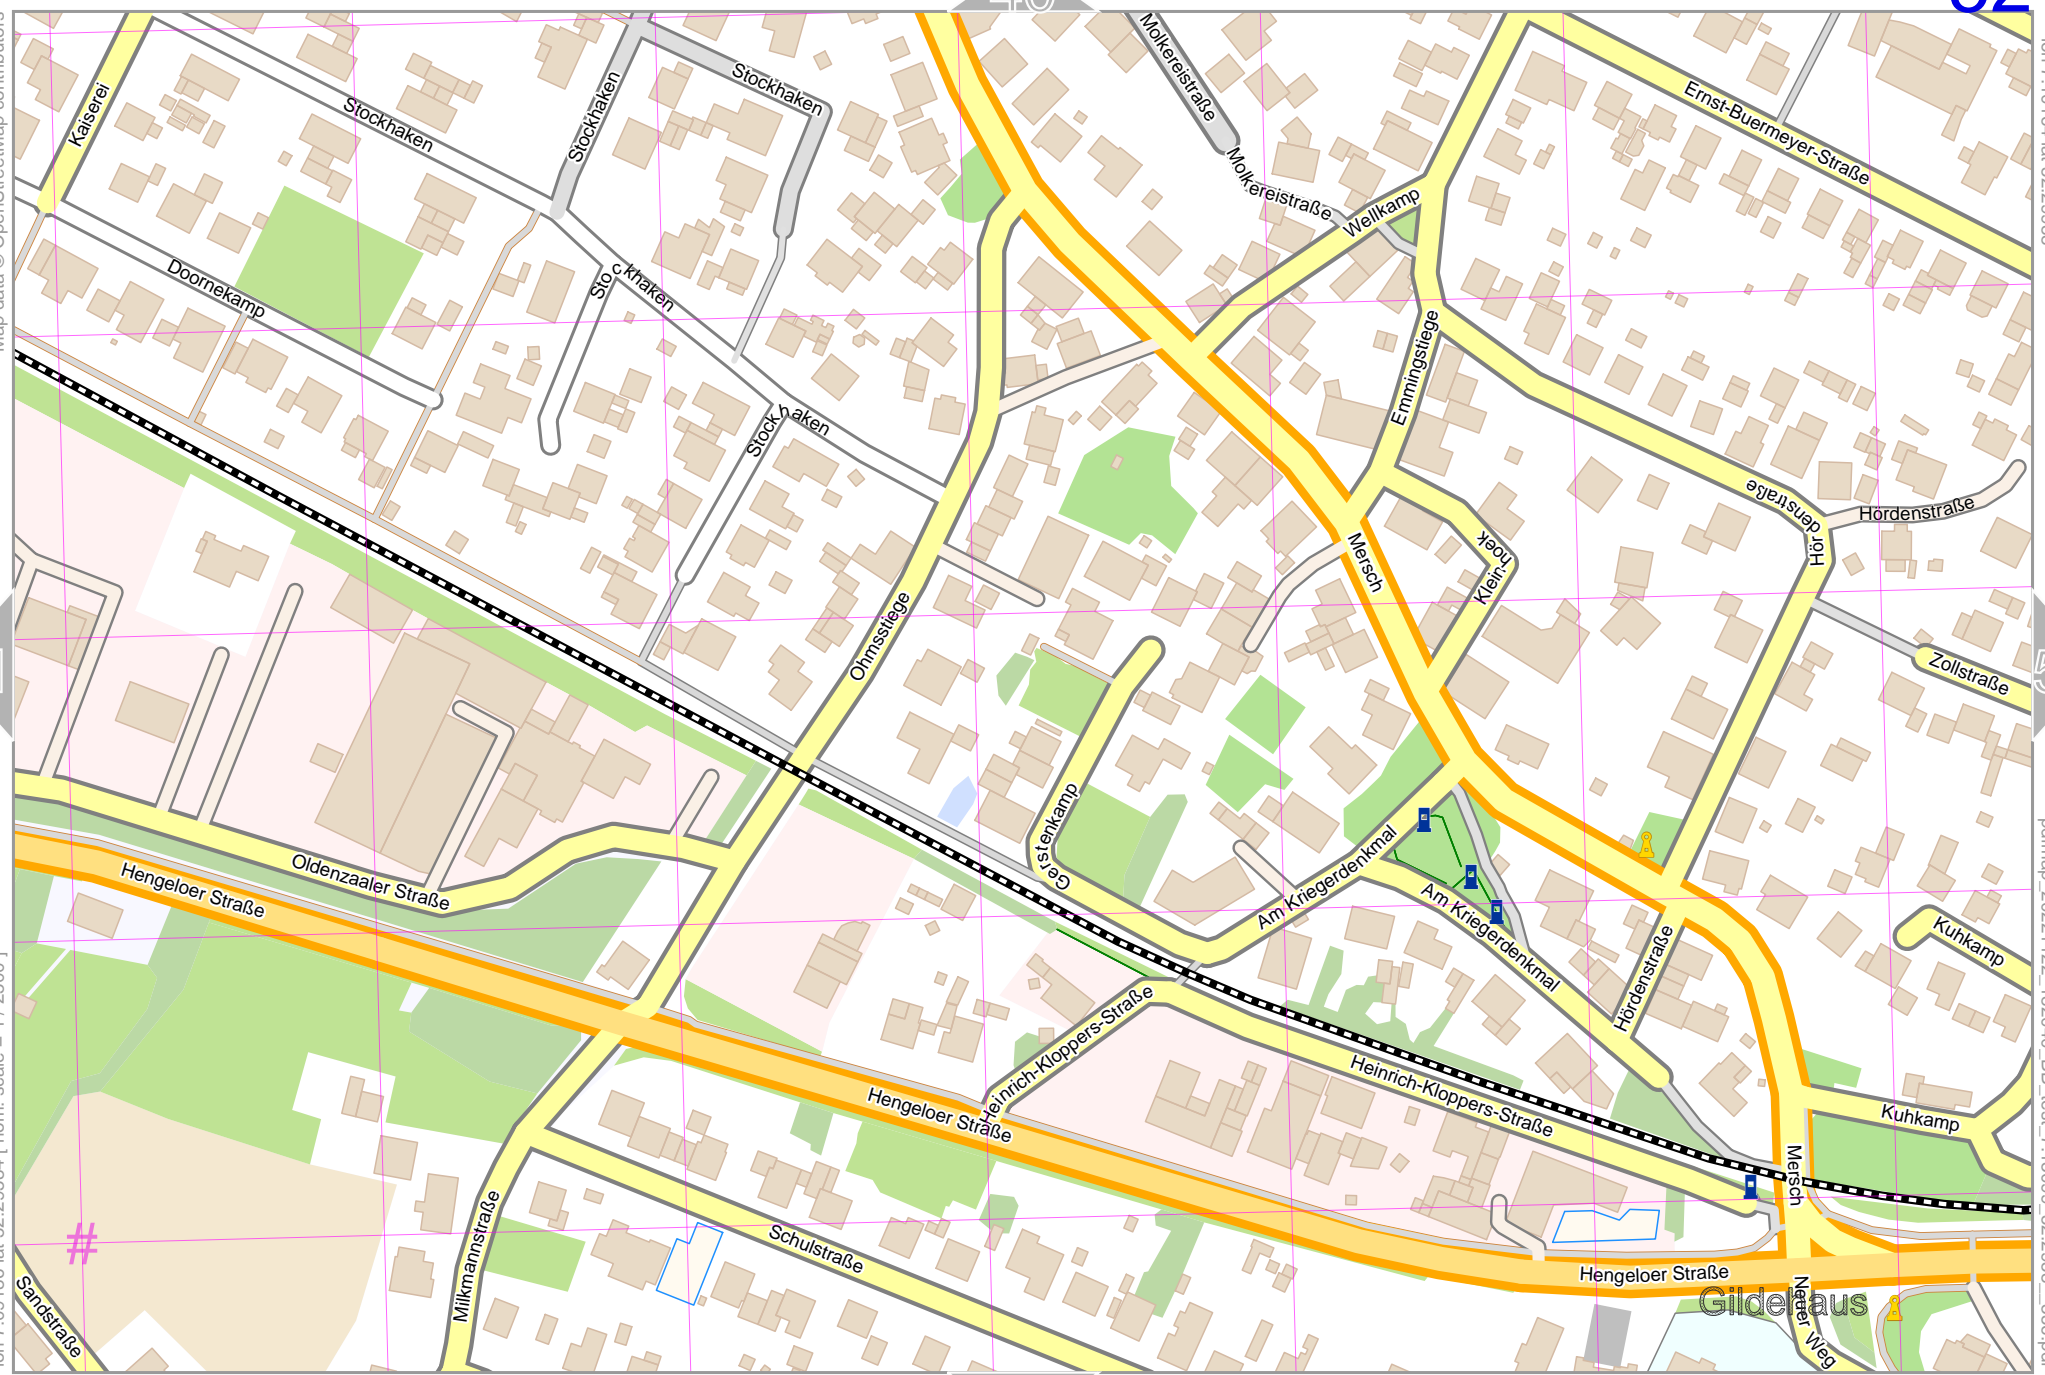 Kaiserei
Stockhaken
Stockhaken
Stockhaken
Molkereistraße
Molkereistraße
Wellkamp
Ernst-Buermeyer-Straße
Doornekamp
Stockhaken
Stockhaken
Emmingstiege
Hördenstraße
Hördenstraße
Mersch
Kleinhoek
Ohmsstiege
Zollstraße
Gerstenkamp
Am Kriegerdenkmal
Am Kriegerdenkmal
Oldenzaaler Straße
Hengeloer Straße
Hördenstraße
Kuhkamp
Heinrich-Kloppers-Straße
Heinrich-Kloppers-Straße
Hengeloer Straße
Kuhkamp
Mersch
Milkmannstraße
Schulstraße
#
Sandstraße
Hengeloer Straße
Gildehaus
Neuer Weg